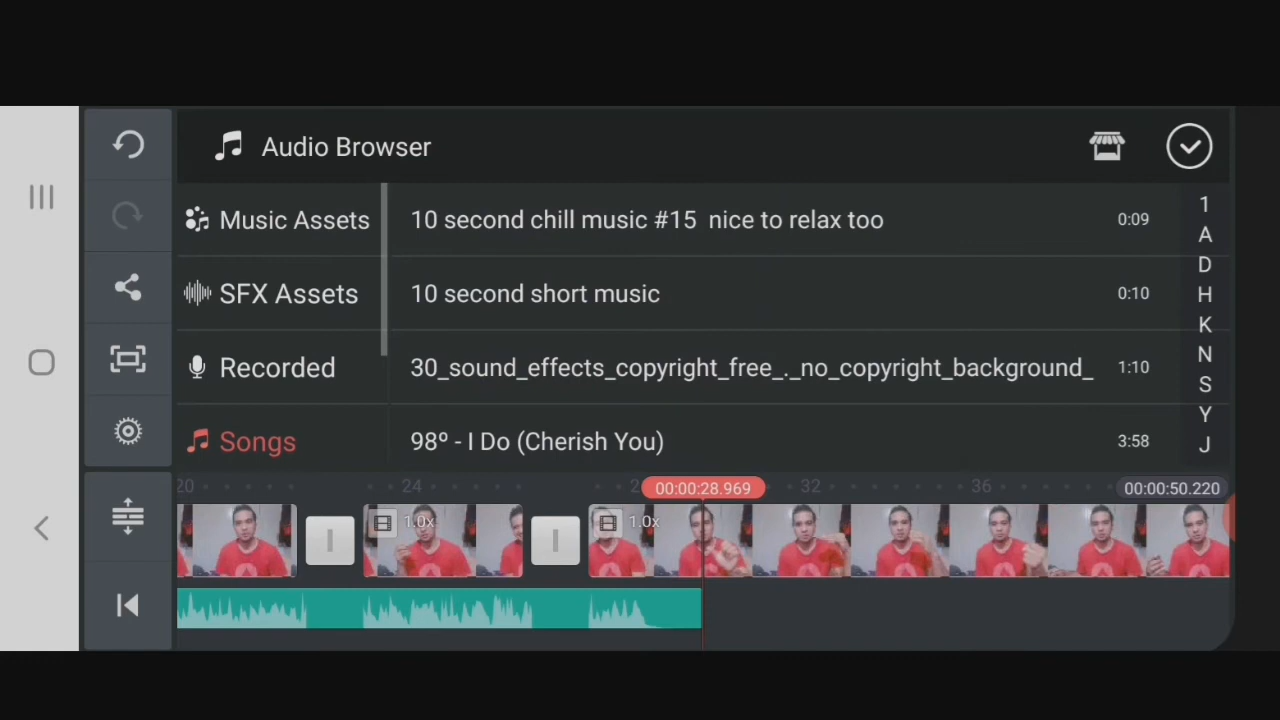 Audio Browser
Music Assets
10 second chill music #15  nice to relax too
0:09
SFX Assets
10 second short music
0:10
Recorded
30_sound_effects_copyright_free_._no_copyright_background_
1:10
Songs
98º - I Do (Cherish You)
3:58
1
A
D
H
K
N
S
Y
J
20
24
00:00:28.969
32
36
00:00:50.220
1.0x
1.0x